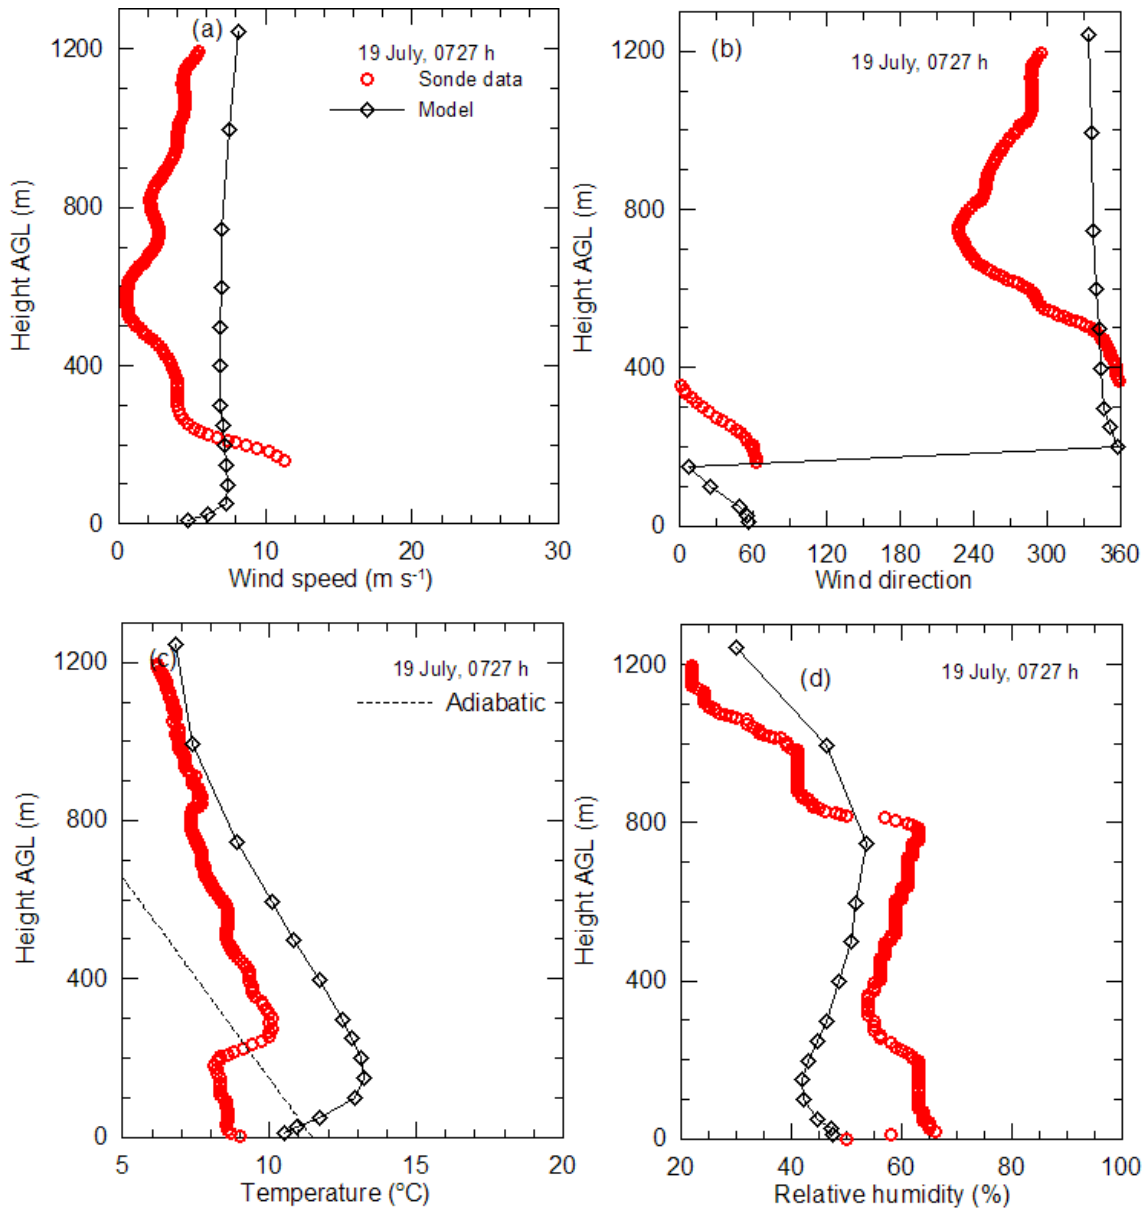 (a)
19 July, 0727 h
Sonde data
Model
1200
800
400
0
Height AGL (m)
0 10 20 30
Wind speed (m s-1)
(b)
19 July, 0727 h
1200
800
400
0
Height AGL (m)
0 60 120 180 240 300 360
Wind direction
(c)
19 July, 0727 h
Adiabatic
1200
800
400
0
Height AGL (m)
5 10 15 20
Temperature (°C)
(d)
19 July, 0727 h
1200
800
400
0
Height AGL (m)
20 40 60 80 100
Relative humidity (%)